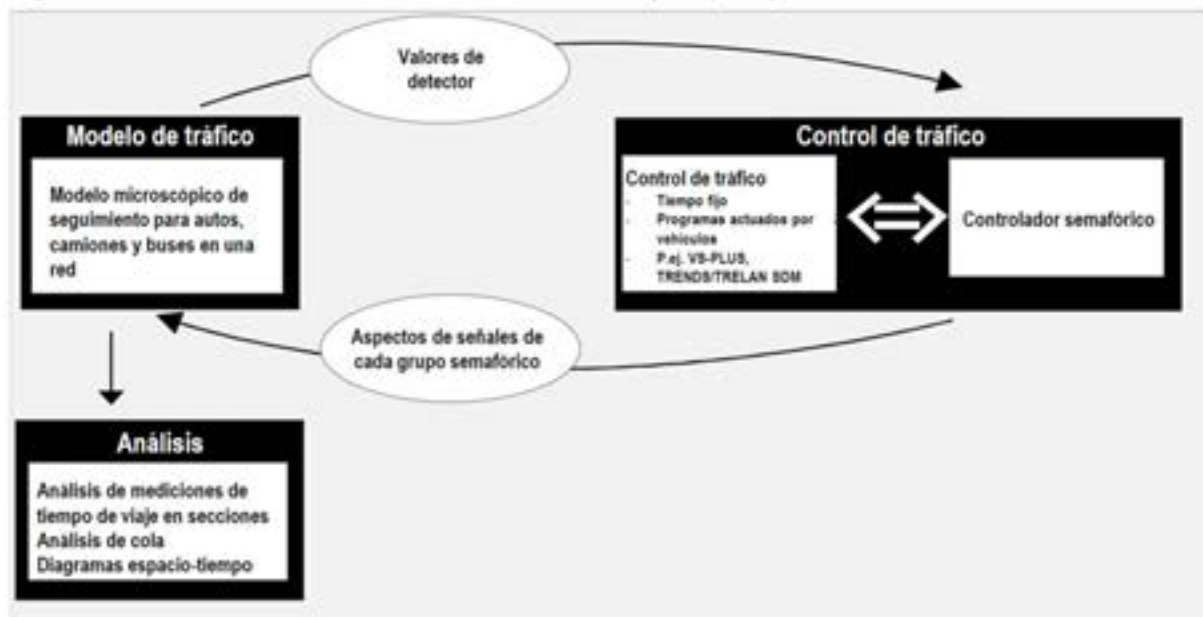 Valores de
detector
Modelo de tráfico
Modelo microscópico de
seguimiento para autos,
camiones y buses en una
red
Control de tráfico
Control de tráfico
- Tiempo fijo
- Programas actuados por
vehículos
- P.ej. VS-PLUS,
TRENDS/TRELAN SDM
Controlador semafórico
Aspectos de señales de
cada grupo semafórico
Análisis
Análisis de mediciones de
tiempo de viaje en secciones
Análisis de cola
Diagramas espacio-tiempo